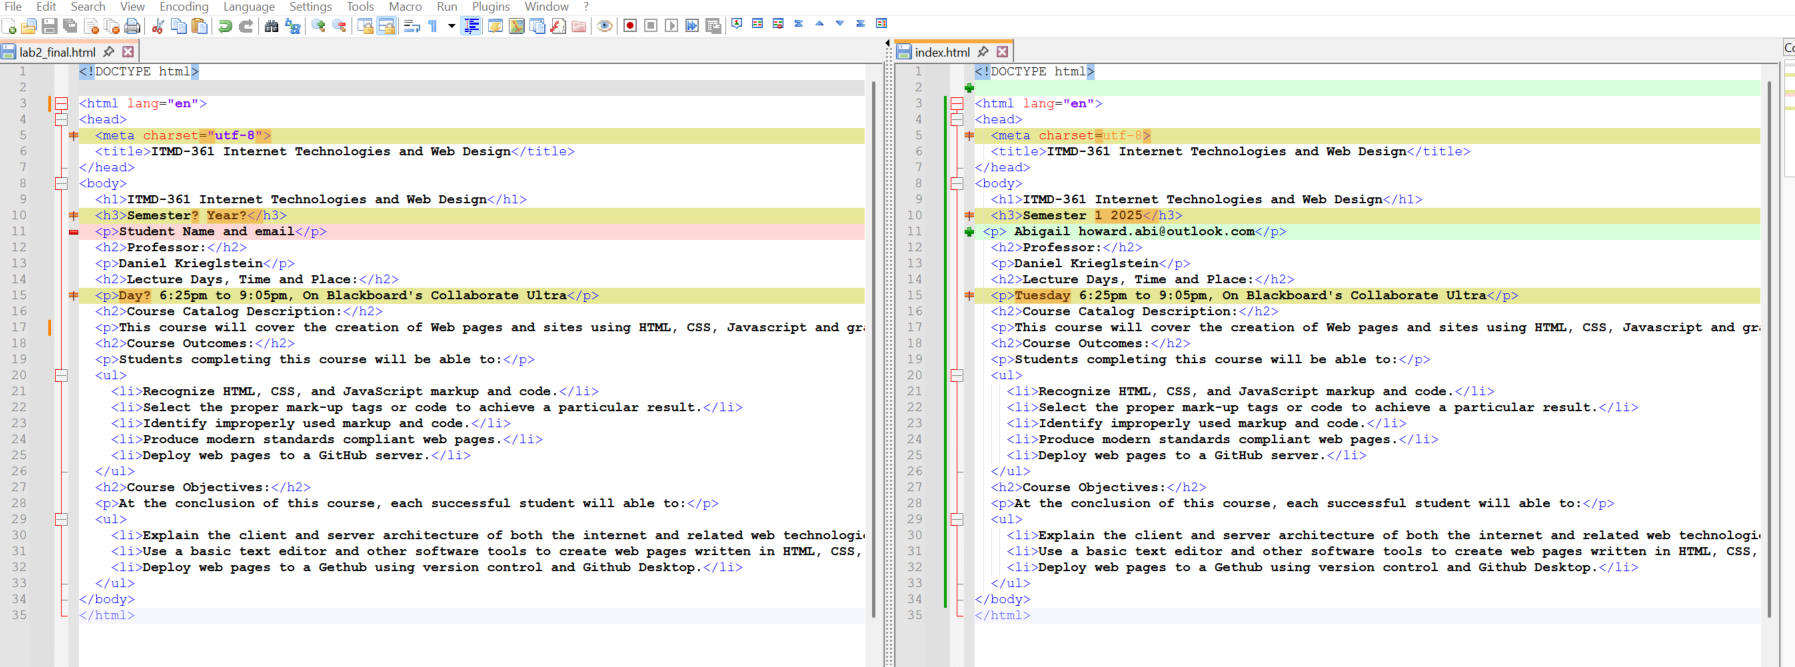 File Edit Search View Encoding Language Settings Tools Macro Run Plugins Window ?
lab2_final.html
1 <!DOCTYPE html>
2
3 <html lang="en">
4 <head>
5 <meta charset="utf-8">
6 <title>ITMD-361 Internet Technologies and Web Design</title>
7 </head>
8 <body>
9 <h1>ITMD-361 Internet Technologies and Web Design</h1>
10 <h3>Semester? Year?</h3>
11 <p>Student Name and email</p>
12 <h2>Professor:</h2>
13 <p>Daniel Krieglstein</p>
14 <h2>Lecture Days, Time and Place:</h2>
15 <p>Day? 6:25pm to 9:05pm, On Blackboard's Collaborate Ultra</p>
16 <h2>Course Catalog Description:</h2>
17 <p>This course will cover the creation of Web pages and sites using HTML, CSS, Javascript and gra
18 <h2>Course Outcomes:</h2>
19 <p>Students completing this course will be able to:</p>
20 <ul>
21 <li>Recognize HTML, CSS, and JavaScript markup and code.</li>
22 <li>Select the proper mark-up tags or code to achieve a particular result.</li>
23 <li>Identify improperly used markup and code.</li>
24 <li>Produce modern standards compliant web pages.</li>
25 <li>Deploy web pages to a GitHub server.</li>
26 </ul>
27 <h2>Course Objectives:</h2>
28 <p>At the conclusion of this course, each successful student will able to:</p>
29 <ul>
30 <li>Explain the client and server architecture of both the internet and related web technologie
31 <li>Use a basic text editor and other software tools to create web pages written in HTML, CSS,
32 <li>Deploy web pages to a Gethub using version control and Github Desktop.</li>
33 </ul>
34 </body>
35 </html>
index.html
1 <!DOCTYPE html>
2
3 <html lang="en">
4 <head>
5 <meta charset=utf-8>
6 <title>ITMD-361 Internet Technologies and Web Design</title>
7 </head>
8 <body>
9 <h1>ITMD-361 Internet Technologies and Web Design</h1>
10 <h3>Semester 1 2025</h3>
11 <p> Abigail howard.abi@outlook.com</p>
12 <h2>Professor:</h2>
13 <p>Daniel Krieglstein</p>
14 <h2>Lecture Days, Time and Place:</h2>
15 <p>Tuesday 6:25pm to 9:05pm, On Blackboard's Collaborate Ultra</p>
16 <h2>Course Catalog Description:</h2>
17 <p>This course will cover the creation of Web pages and sites using HTML, CSS, Javascript and gra
18 <h2>Course Outcomes:</h2>
19 <p>Students completing this course will be able to:</p>
20 <ul>
21 <li>Recognize HTML, CSS, and JavaScript markup and code.</li>
22 <li>Select the proper mark-up tags or code to achieve a particular result.</li>
23 <li>Identify improperly used markup and code.</li>
24 <li>Produce modern standards compliant web pages.</li>
25 <li>Deploy web pages to a GitHub server.</li>
26 </ul>
27 <h2>Course Objectives:</h2>
28 <p>At the conclusion of this course, each successful student will able to:</p>
29 <ul>
30 <li>Explain the client and server architecture of both the internet and related web technologie
31 <li>Use a basic text editor and other software tools to create web pages written in HTML, CSS,
32 <li>Deploy web pages to a Gethub using version control and Github Desktop.</li>
33 </ul>
34 </body>
35 </html>